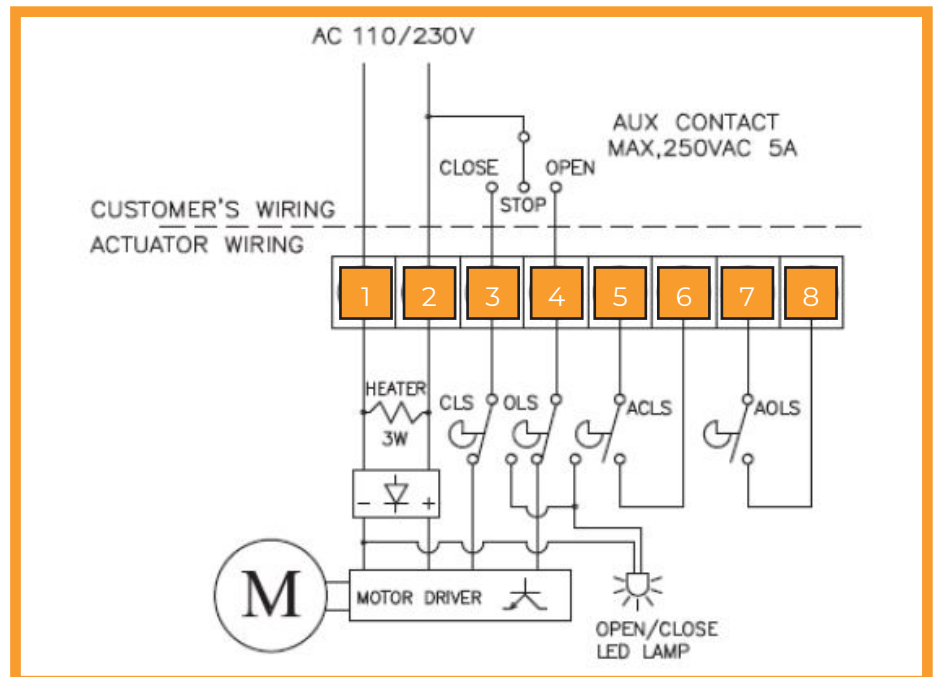 AC 110/230V
AUX CONTACT
MAX,250VAC 5A
CLOSE OPEN
STOP
CUSTOMER'S WIRING
ACTUATOR WIRING
1 2 3 4 5 6 7 8
HEATER
3W
CLS OLS ACLS AOLS
- +
M
MOTOR DRIVER
OPEN/CLOSE
LED LAMP